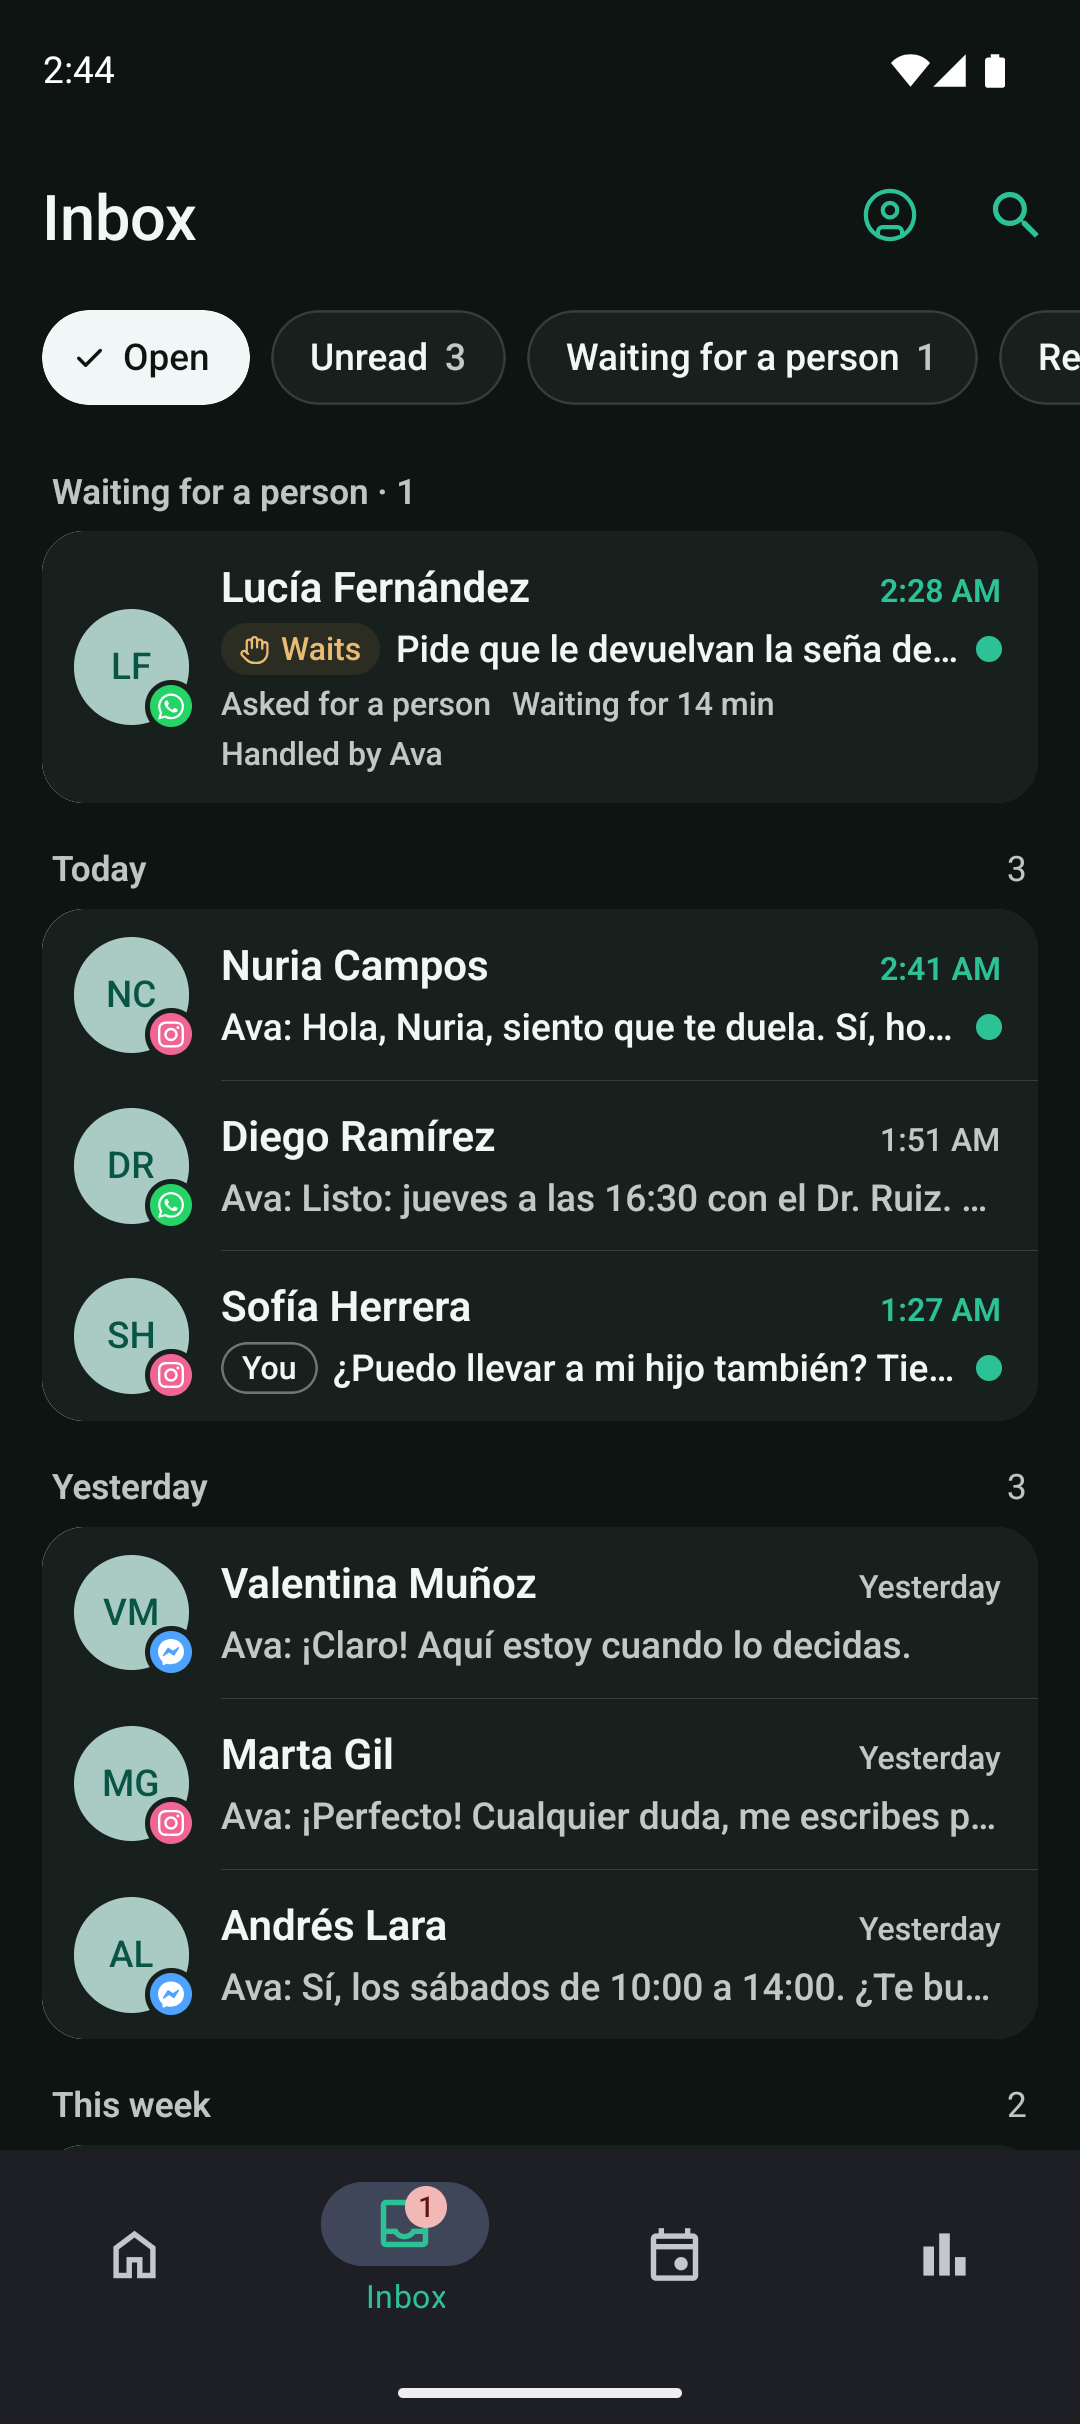 2:44
Inbox
Open
Unread 3
Waiting for a person 1
Re
Waiting for a person · 1
Lucía Fernández
2:28 AM
LF
Waits
Pide que le devuelvan la seña de…
Asked for a person Waiting for 14 min
Handled by Ava
Today
3
NC
Nuria Campos
2:41 AM
Ava: Hola, Nuria, siento que te duela. Sí, ho…
DR
Diego Ramírez
1:51 AM
Ava: Listo: jueves a las 16:30 con el Dr. Ruiz. …
SH
Sofía Herrera
1:27 AM
You
¿Puedo llevar a mi hijo también? Tie…
Yesterday
3
VM
Valentina Muñoz
Yesterday
Ava: ¡Claro! Aquí estoy cuando lo decidas.
MG
Marta Gil
Yesterday
Ava: ¡Perfecto! Cualquier duda, me escribes p…
AL
Andrés Lara
Yesterday
Ava: Sí, los sábados de 10:00 a 14:00. ¿Te bu…
This week
2
1
Inbox